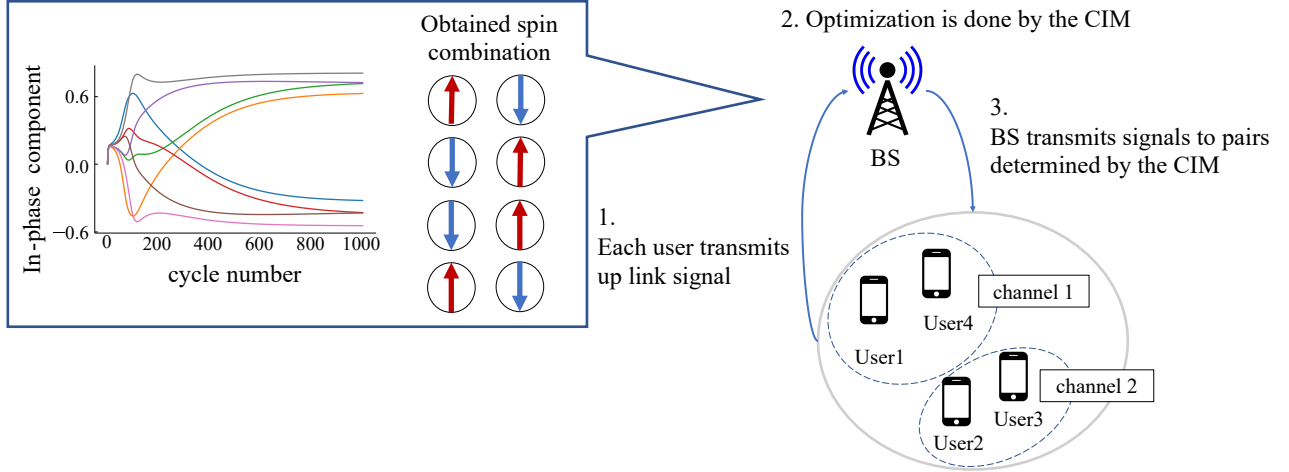 Obtained spin
combination
In-phase component
0.6
0.0
−0.6
0
200
400
600
800
1000
cycle number
1.
Each user transmits
up link signal
2. Optimization is done by the CIM
BS
3.
BS transmits signals to pairs
determined by the CIM
channel 1
User4
User1
channel 2
User3
User2